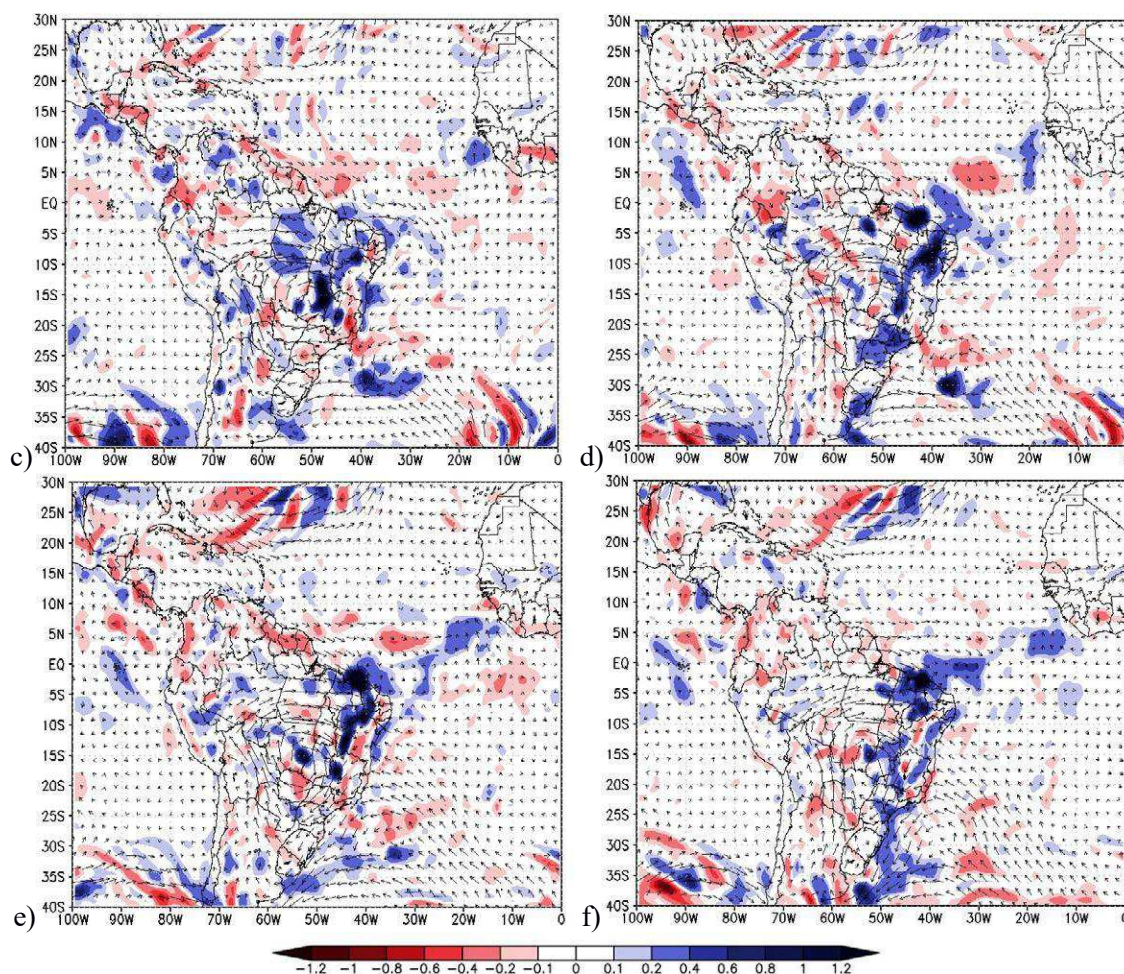 30N
25N
20N
15N
10N
5N
EQ
5S
10S
15S
20S
25S
30S
35S
40S
c) 100W 90W 80W 70W 60W 50W 40W 30W 20W 10W 0
30N
25N
20N
15N
10N
5N
EQ
5S
10S
15S
20S
25S
30S
35S
40S
d) 100W 90W 80W 70W 60W 50W 40W 30W 20W 10W
30N
25N
20N
15N
10N
5N
EQ
5S
10S
15S
20S
25S
30S
35S
40S
e) 100W 90W 80W 70W 60W 50W 40W 30W 20W 10W 0
30N
25N
20N
15N
10N
5N
EQ
5S
10S
15S
20S
25S
30S
35S
40S
f) 100W 90W 80W 70W 60W 50W 40W 30W 20W 10W
-1.2 -1 -0.8 -0.6 -0.4 -0.2 -0.1 0 0.1 0.2 0.4 0.6 0.8 1 1.2